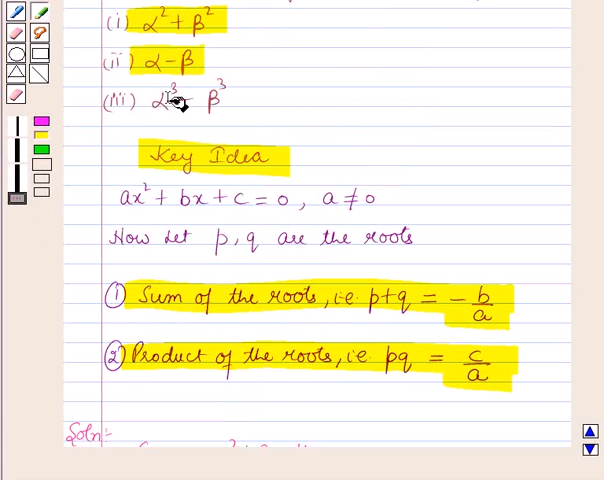 (i) α² + β²
(ii) α - β
(iii) α³ - β³
Key Idea
ax² + bx + c = 0, a ≠ 0
Now Let p, q are the roots
① Sum of the roots, i.e. p+q = - b/a
② Product of the roots, i.e. pq = c/a
Soln:-